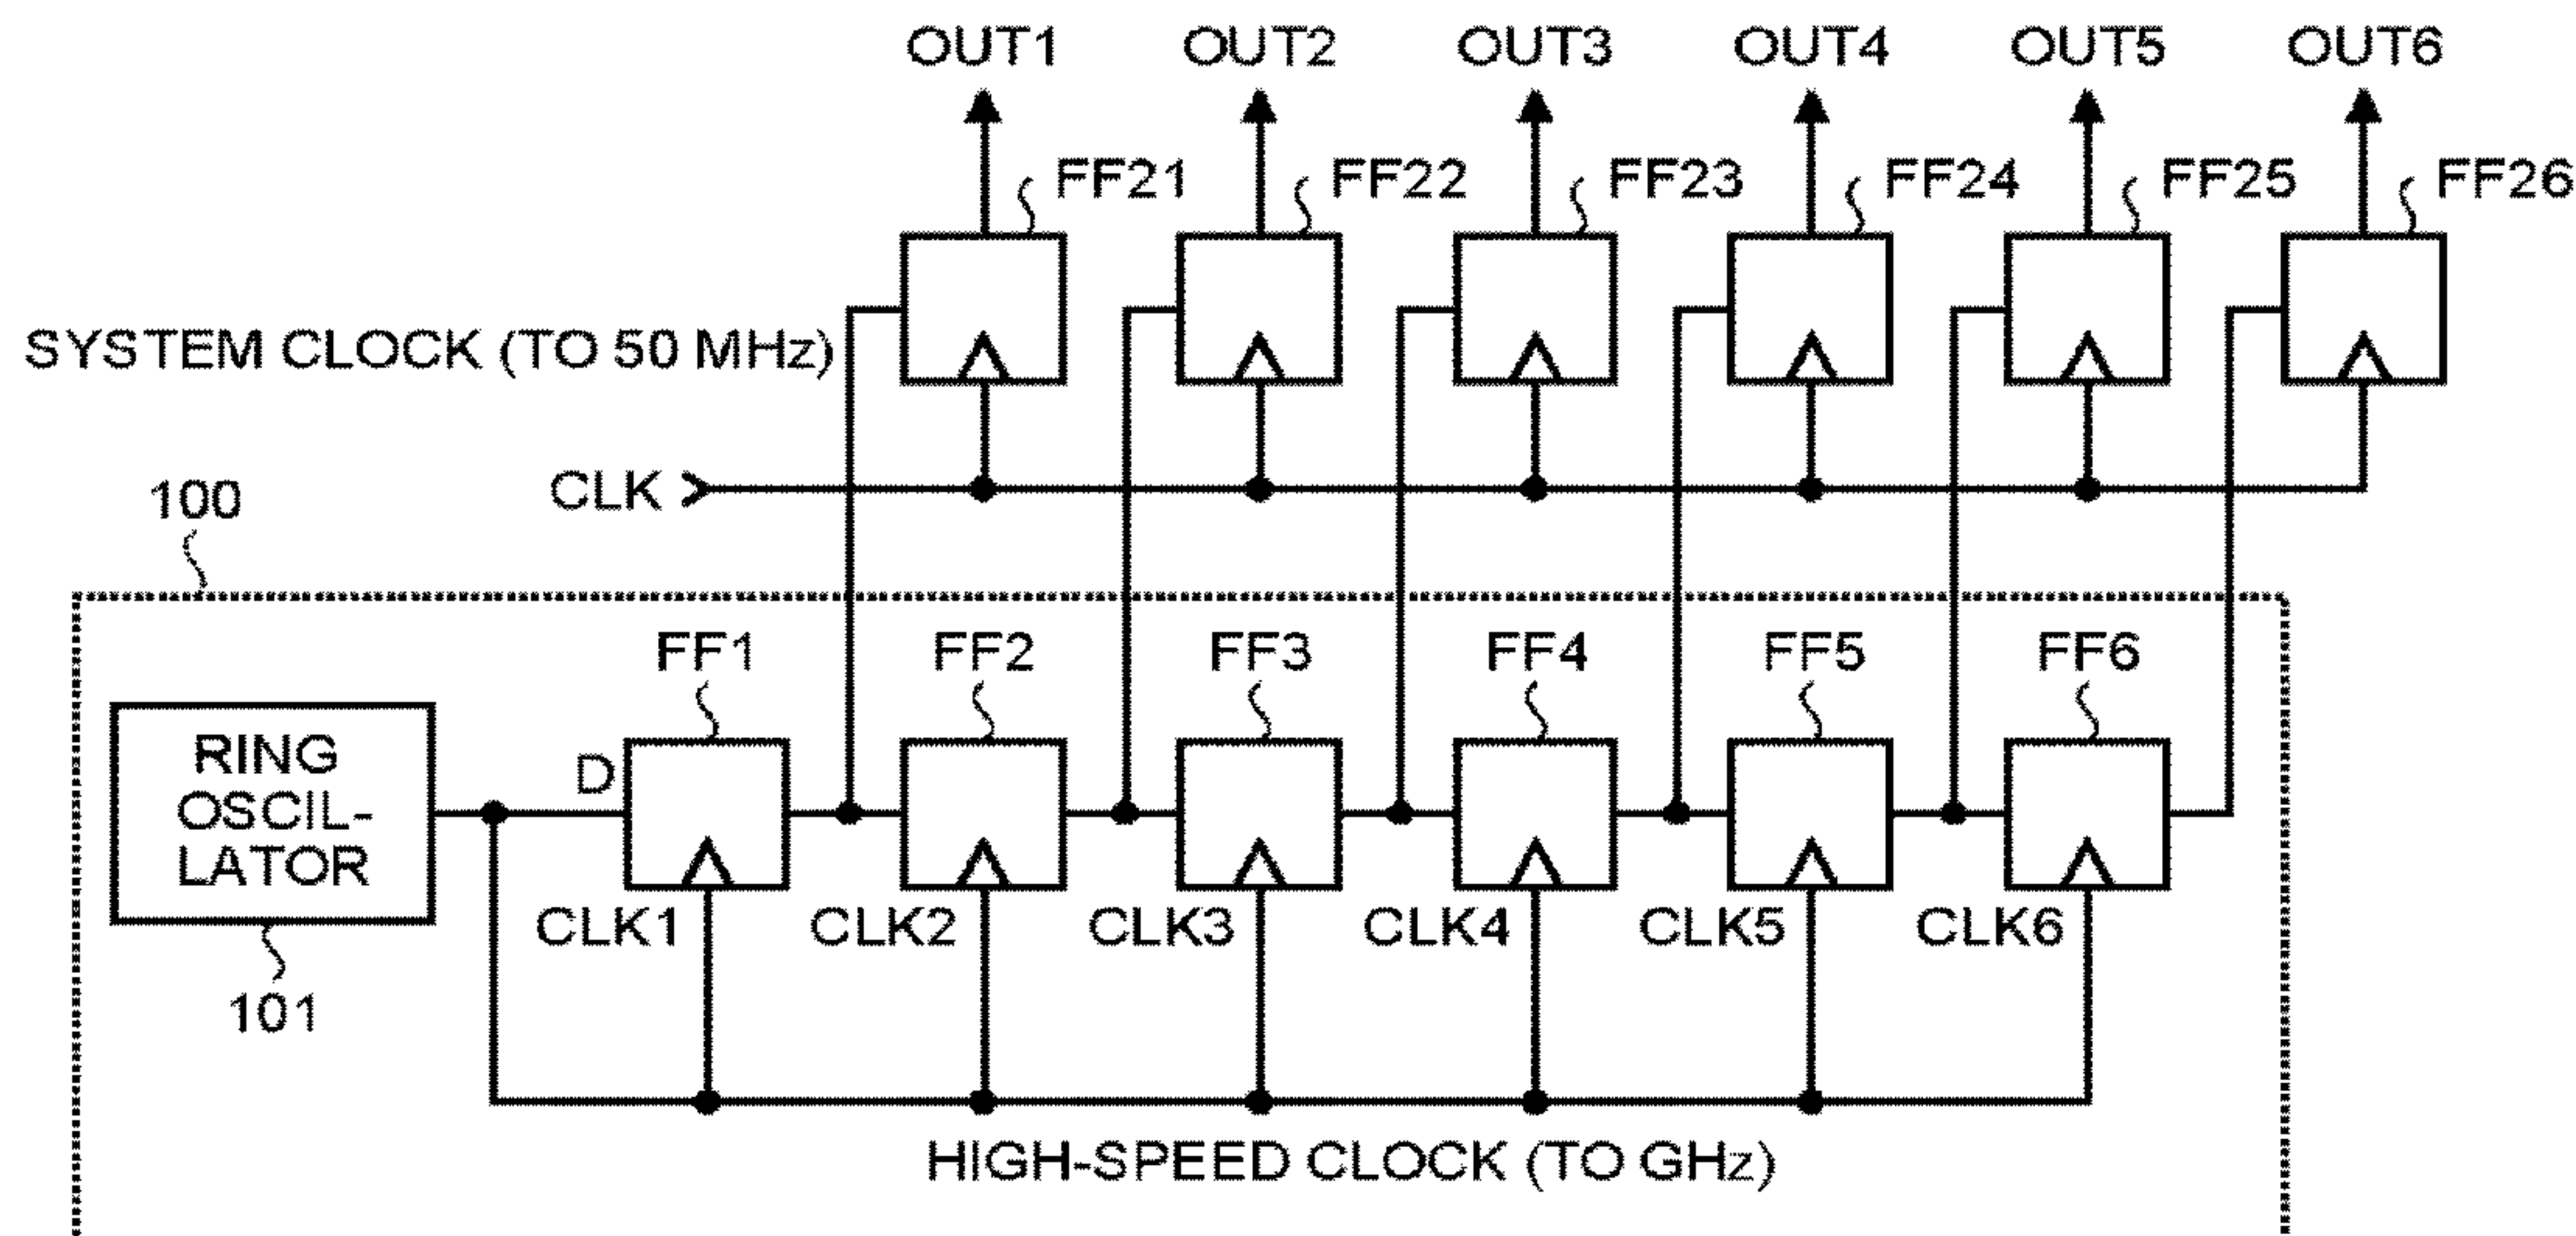 OUT1 OUT2 OUT3 OUT4 OUT5 OUT6
FF21 FF22 FF23 FF24 FF25 FF26
SYSTEM CLOCK (TO 50 MHz)
CLK
100
FF1 FF2 FF3 FF4 FF5 FF6
RING
OSCIL-
LATOR
D
CLK1 CLK2 CLK3 CLK4 CLK5 CLK6
101
HIGH-SPEED CLOCK (TO GHz)